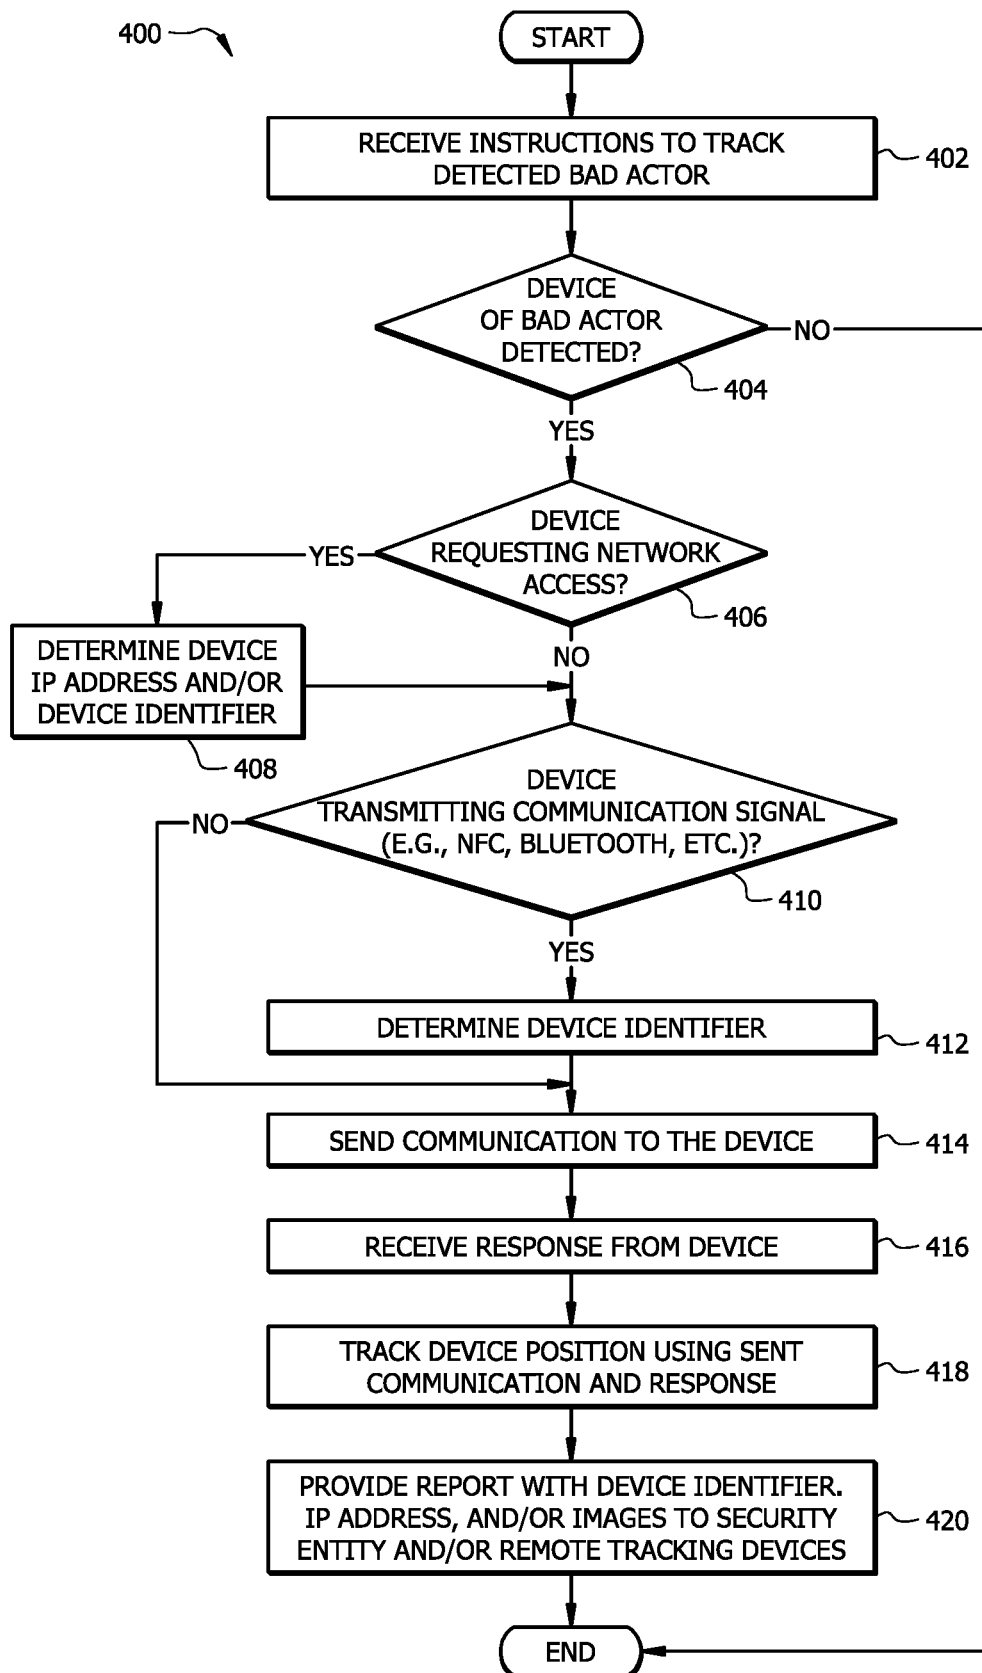 400
START
RECEIVE INSTRUCTIONS TO TRACK
DETECTED BAD ACTOR
402
DEVICE
OF BAD ACTOR
DETECTED?
NO
404
YES
DEVICE
REQUESTING NETWORK
ACCESS?
YES
406
NO
DETERMINE DEVICE
IP ADDRESS AND/OR
DEVICE IDENTIFIER
408
DEVICE
TRANSMITTING COMMUNICATION SIGNAL
(E.G., NFC, BLUETOOTH, ETC.)?
NO
410
YES
DETERMINE DEVICE IDENTIFIER
412
SEND COMMUNICATION TO THE DEVICE
414
RECEIVE RESPONSE FROM DEVICE
416
TRACK DEVICE POSITION USING SENT
COMMUNICATION AND RESPONSE
418
PROVIDE REPORT WITH DEVICE IDENTIFIER.
IP ADDRESS, AND/OR IMAGES TO SECURITY
ENTITY AND/OR REMOTE TRACKING DEVICES
420
END